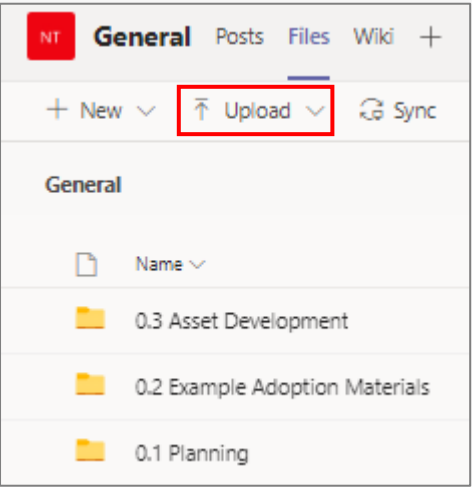 NT General Posts Files Wiki +
+ New Upload Sync
General
Name
0.3 Asset Development
0.2 Example Adoption Materials
0.1 Planning